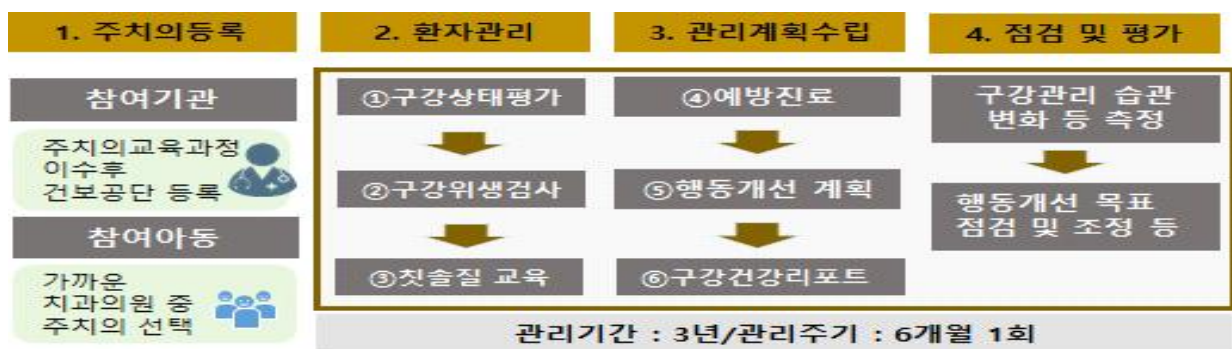 1. 주치의등록
참여기관
주치의교육과정
이수후
건보공단 등록
참여아동
가까운
치과의원 중
주치의 선택
2. 환자관리
①구강상태평가
②구강위생검사
③칫솔질 교육
3. 관리계획수립
④예방진료
⑤행동개선 계획
⑥구강건강리포트
4. 점검 및 평가
구강관리 습관
변화 등 측정
행동개선 목표
점검 및 조정 등
관리기간 : 3년/관리주기 : 6개월 1회